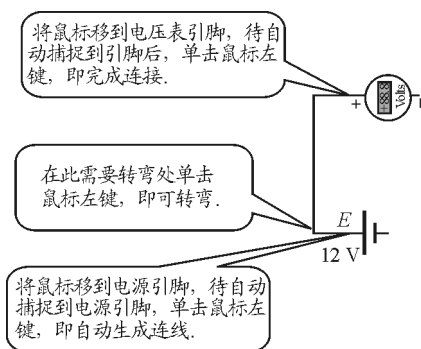 将鼠标移到电压表引脚，待自
动捕捉到引脚后，单击鼠标左
键，即完成连接.
+
+88.8
Volts
在此需要转弯处单击
鼠标左键，即可转弯.
E
12 V
将鼠标移到电源引脚，待自动
捕捉到电源引脚，单击鼠标左
键，即自动生成连线.